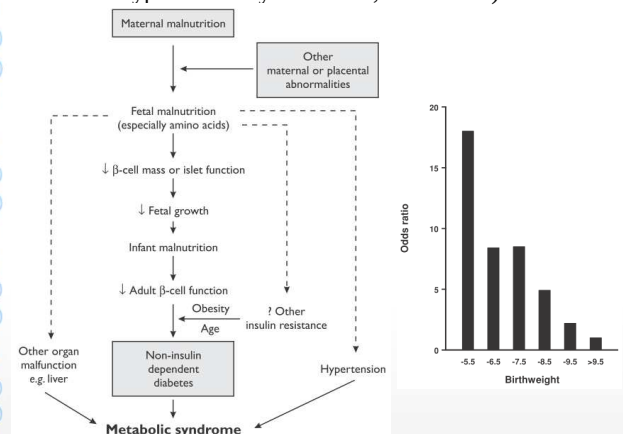 Maternal malnutrition
Other
maternal or placental
abnormalities
Fetal malnutrition
(especially amino acids)
↓ β-cell mass or islet function
↓ Fetal growth
Infant malnutrition
↓ Adult β-cell function
Obesity
Age
? Other
insulin resistance
Other organ
malfunction
e.g. liver
Non-insulin
dependent
diabetes
Hypertension
Metabolic syndrome
20
15
10
5
0
Odds ratio
-5.5 -6.5 -7.5 -8.5 -9.5 >9.5
Birthweight